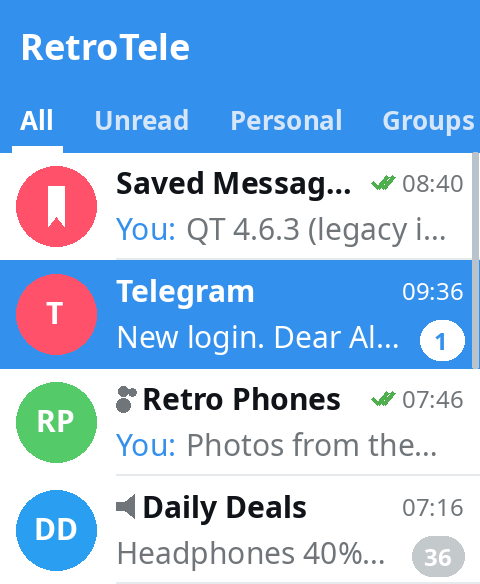 RetroTele
All Unread Personal Groups
Saved Messag... 08:40
You: QT 4.6.3 (legacy i...
T Telegram 09:36
New login. Dear Al... 1
RP Retro Phones 07:46
You: Photos from the...
DD Daily Deals 07:16
Headphones 40%... 36